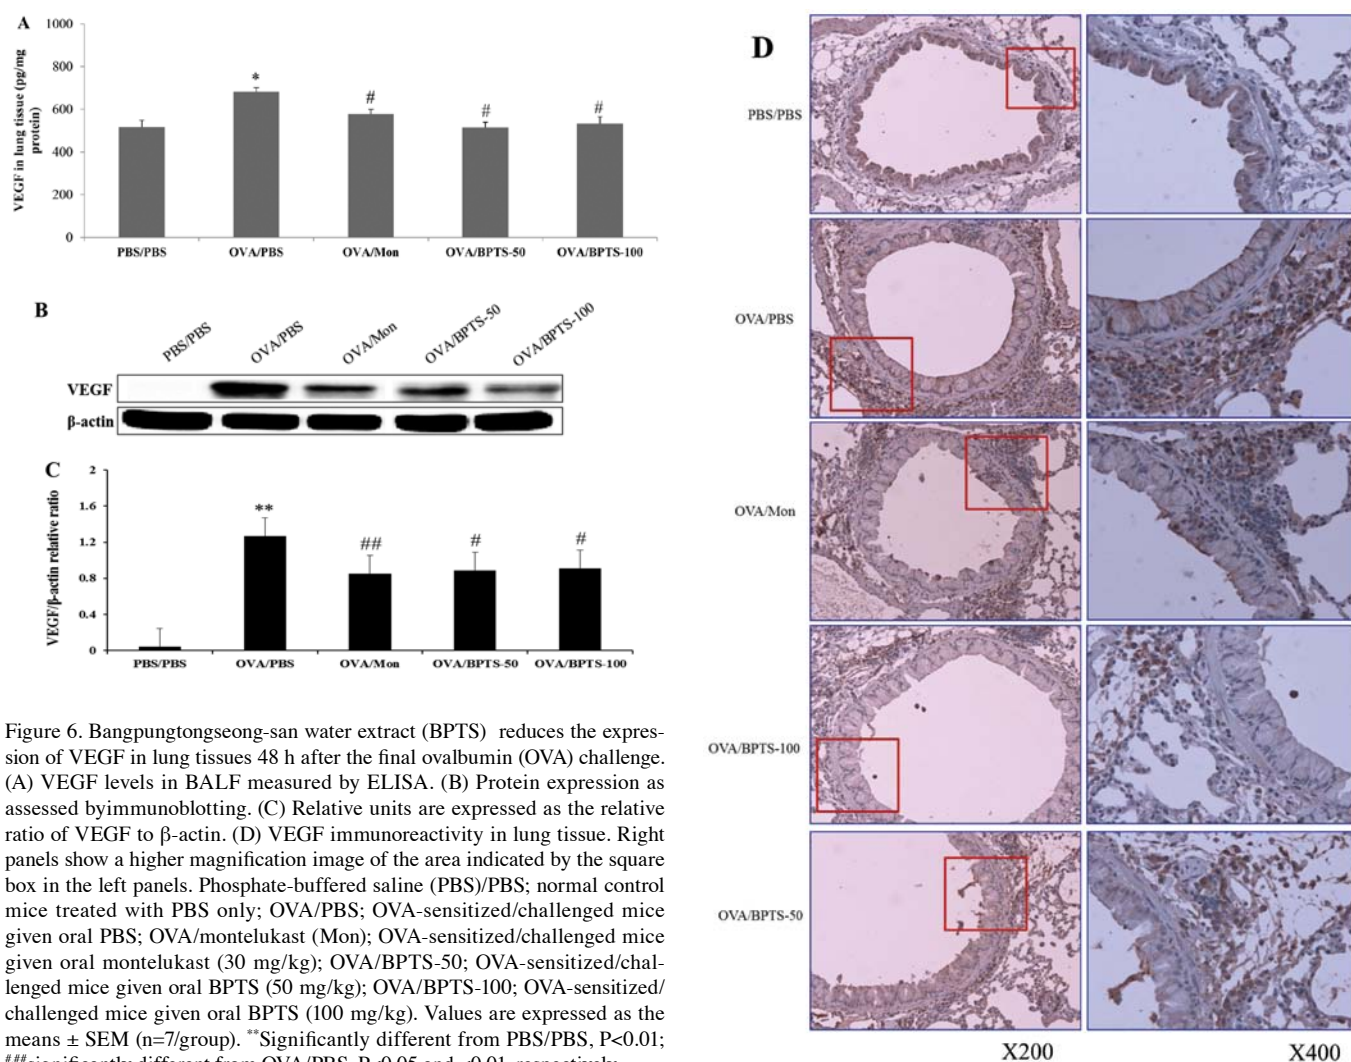 A
1000
800
600
400
200
0
VEGF in lung tissue (pg/mg
protein)
*
#
#
#
PBS/PBS
OVA/PBS
OVA/Mon
OVA/BPTS-50
OVA/BPTS-100
B
PBS/PBS
OVA/PBS
OVA/Mon
OVA/BPTS-50
OVA/BPTS-100
VEGF
β-actin
C
2
1.6
1.2
0.8
0.4
0
VEGF/β-actin relative ratio
**
##
#
#
PBS/PBS
OVA/PBS
OVA/Mon
OVA/BPTS-50
OVA/BPTS-100
Figure 6. Bangpungtongseong-san water extract (BPTS) reduces the expres-
sion of VEGF in lung tissues 48 h after the final ovalbumin (OVA) challenge.
(A) VEGF levels in BALF measured by ELISA. (B) Protein expression as
assessed byimmunoblotting. (C) Relative units are expressed as the relative
ratio of VEGF to β-actin. (D) VEGF immunoreactivity in lung tissue. Right
panels show a higher magnification image of the area indicated by the square
box in the left panels. Phosphate-buffered saline (PBS)/PBS; normal control
mice treated with PBS only; OVA/PBS; OVA-sensitized/challenged mice
given oral PBS; OVA/montelukast (Mon); OVA-sensitized/challenged mice
given oral montelukast (30 mg/kg); OVA/BPTS-50; OVA-sensitized/chal-
lenged mice given oral BPTS (50 mg/kg); OVA/BPTS-100; OVA-sensitized/
challenged mice given oral BPTS (100 mg/kg). Values are expressed as the
means ± SEM (n=7/group). **Significantly different from PBS/PBS, P<0.01;
#,##significantly different from OVA/PBS, P<0.05 and <0.01, respectively.
D
PBS/PBS
OVA/PBS
OVA/Mon
OVA/BPTS-100
OVA/BPTS-50
X200
X400